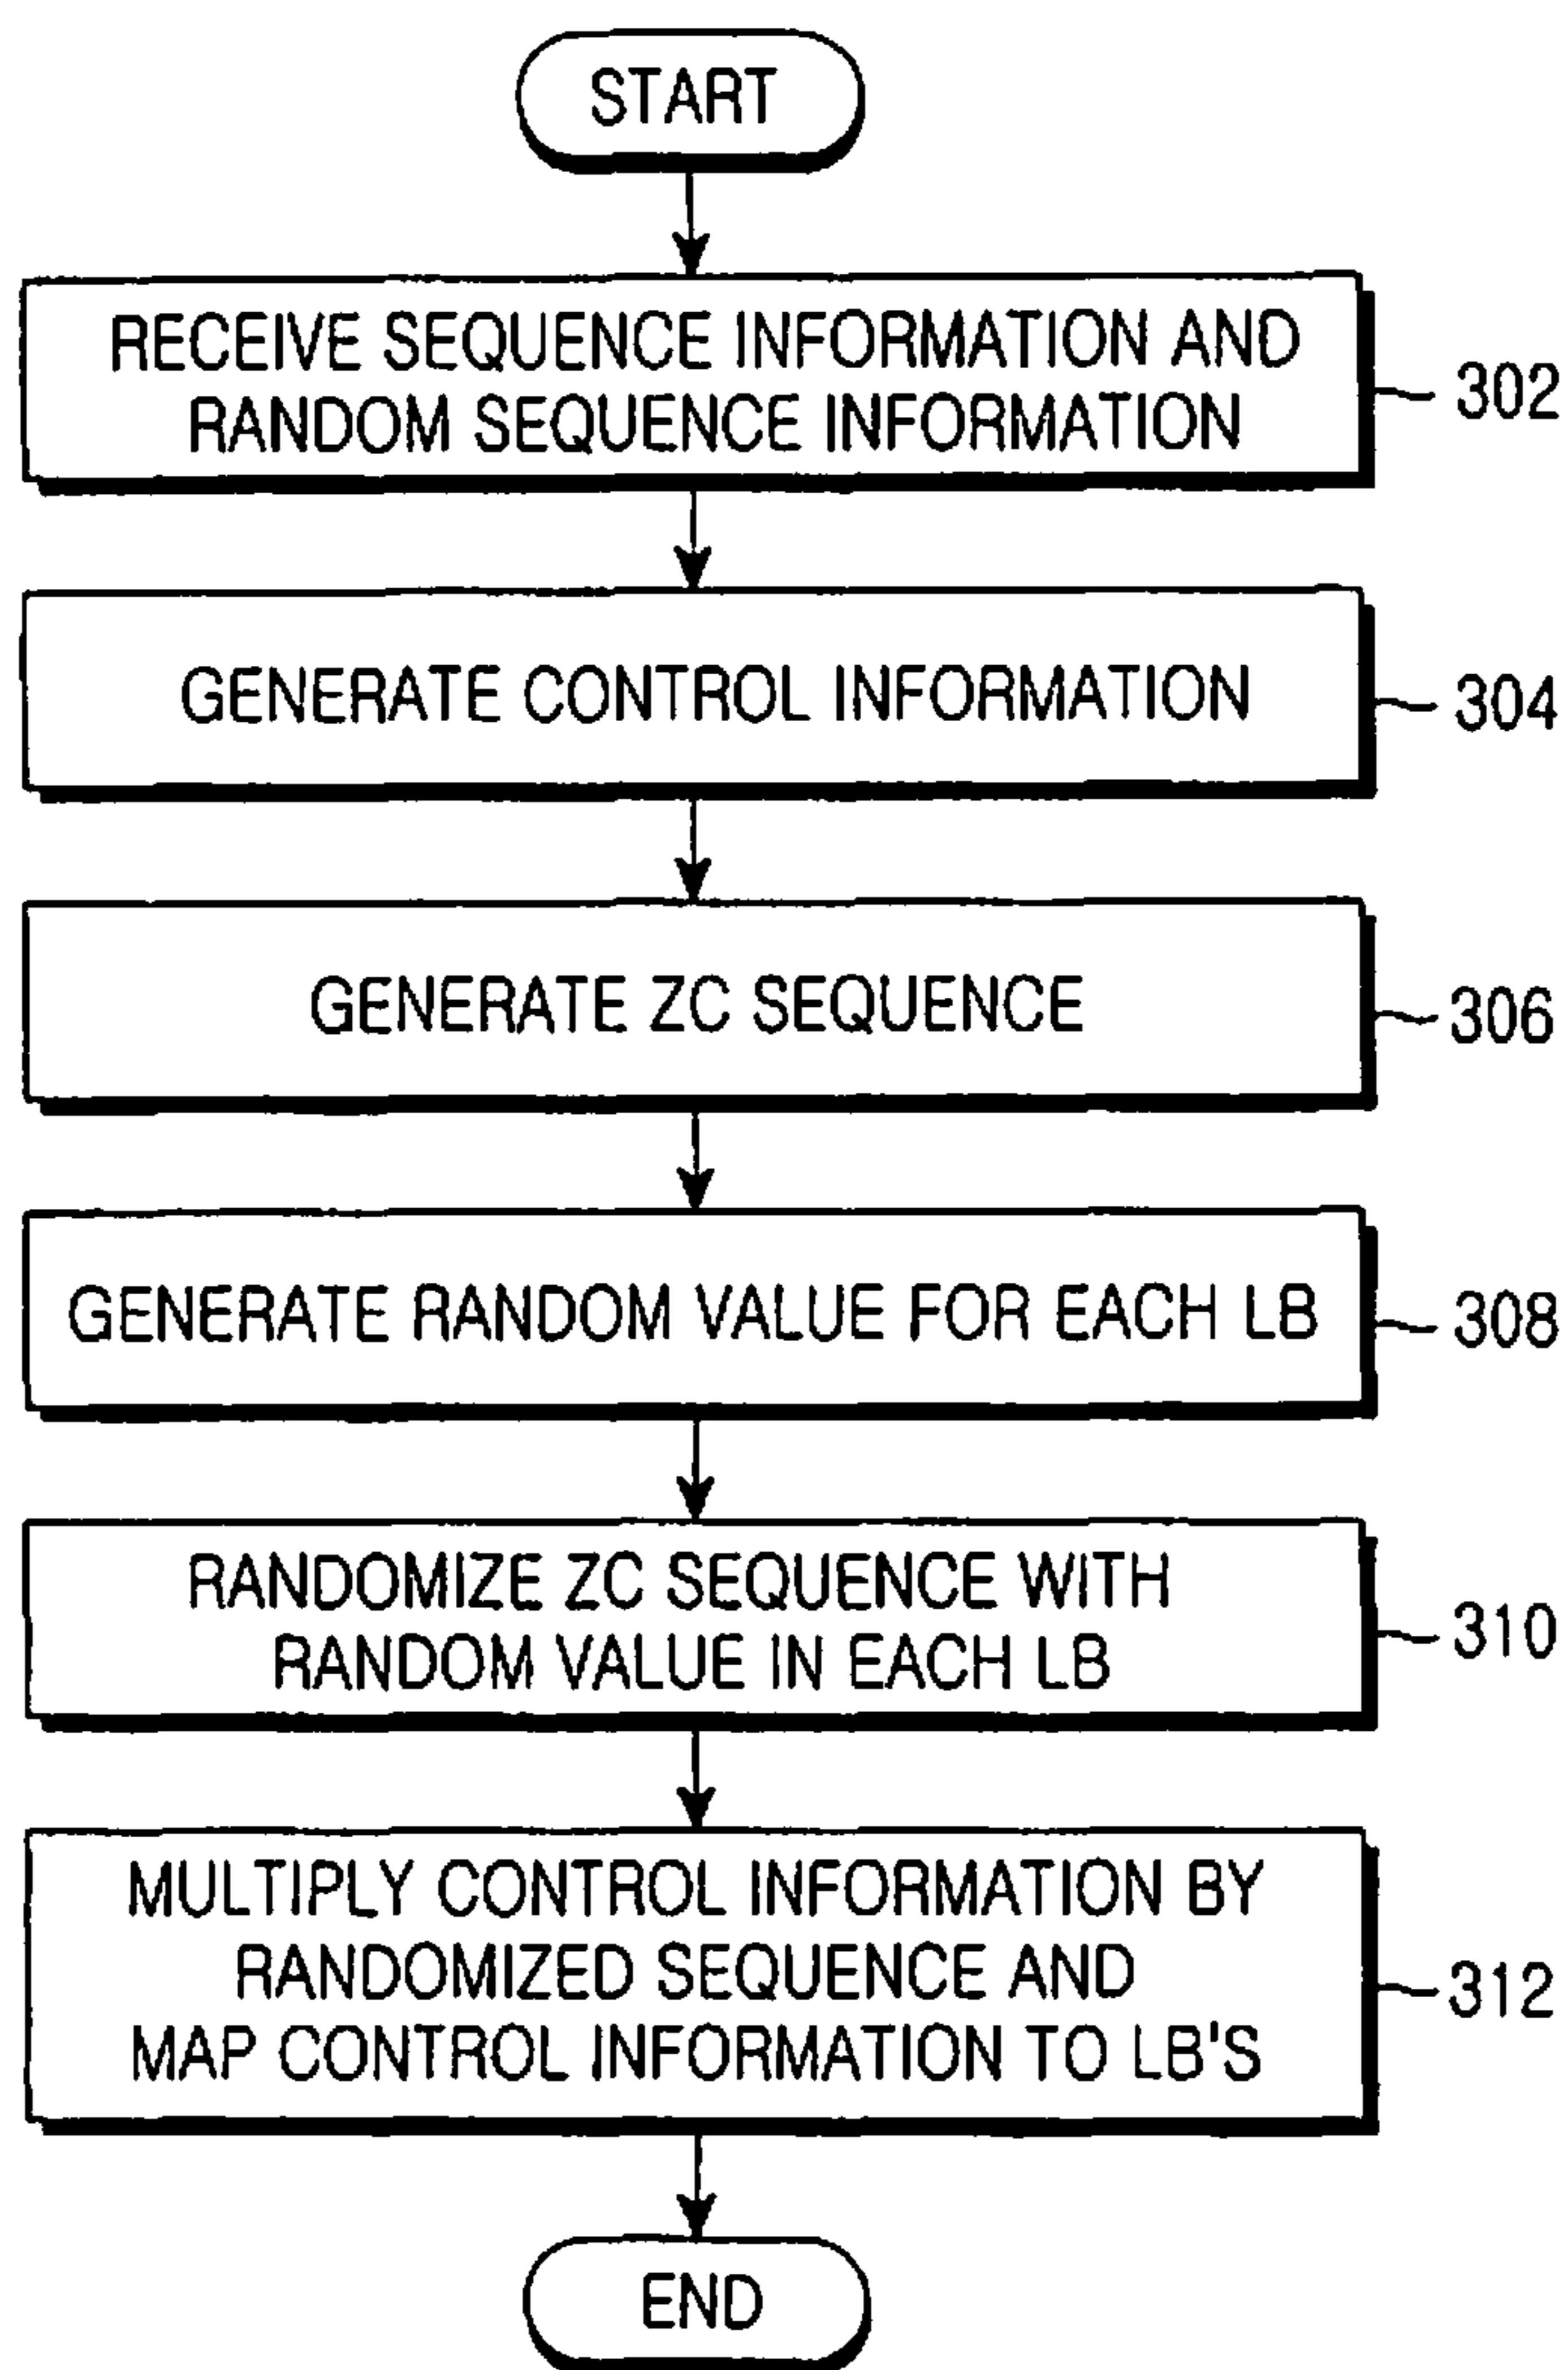 START
RECEIVE SEQUENCE INFORMATION AND
RANDOM SEQUENCE INFORMATION
302
GENERATE CONTROL INFORMATION
304
GENERATE ZC SEQUENCE
306
GENERATE RANDOM VALUE FOR EACH LB
308
RANDOMIZE ZC SEQUENCE WITH
RANDOM VALUE IN EACH LB
310
MULTIPLY CONTROL INFORMATION BY
RANDOMIZED SEQUENCE AND
MAP CONTROL INFORMATION TO LB'S
312
END